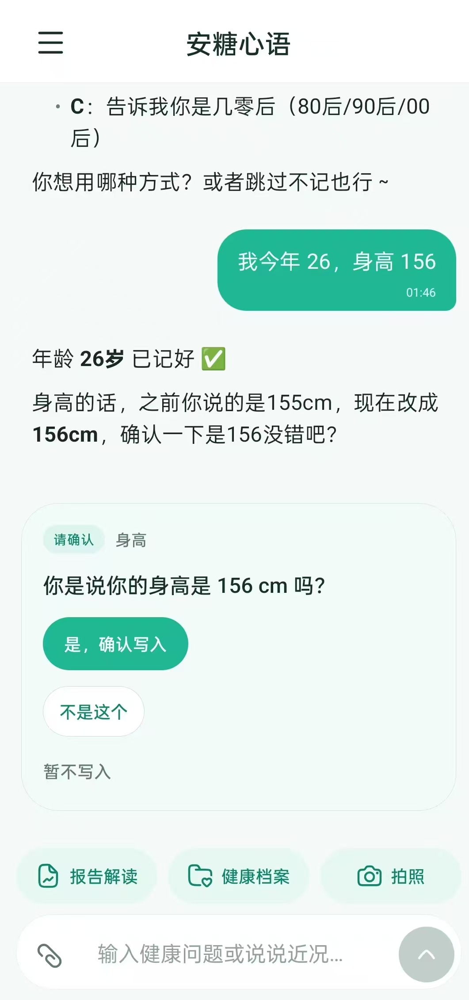 安糖心语
• C：告诉我你是几零后（80后/90后/00
后）
你想用哪种方式？或者跳过不记也行 ~
我今年 26，身高 156
01:46
年龄 26岁 已记好 ✅
身高的话，之前你说的是155cm，现在改成
156cm，确认一下是156没错吧？
请确认 身高
你是说你的身高是 156 cm 吗？
是，确认写入
不是这个
暂不写入
报告解读 健康档案 拍照
输入健康问题或说说近况...